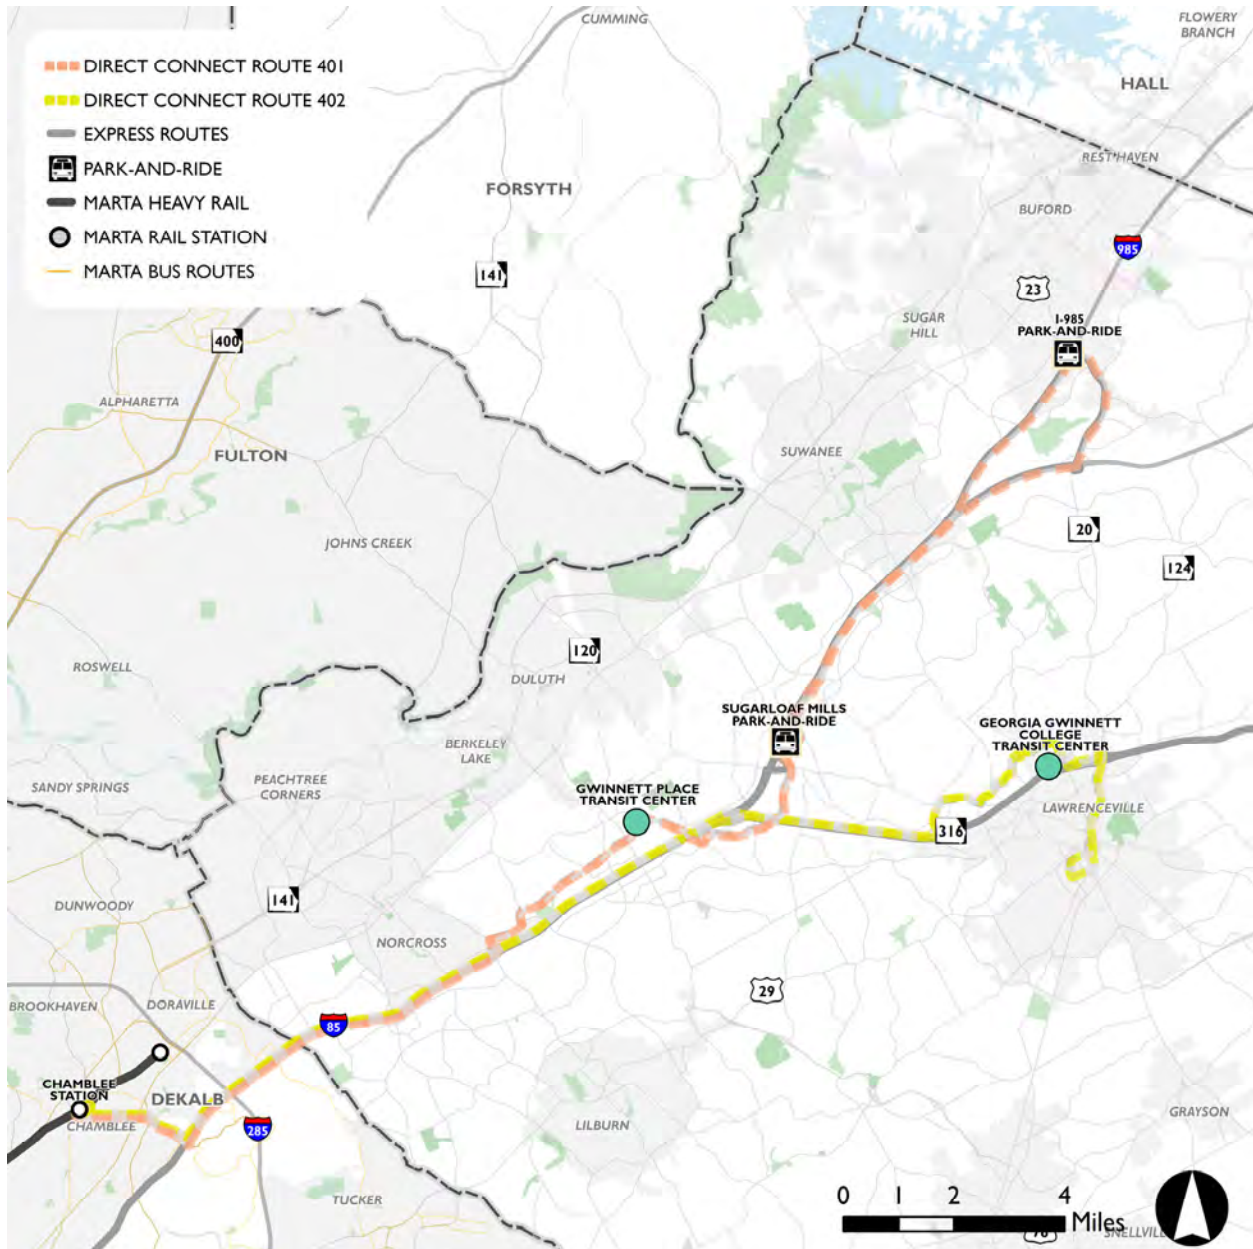 CUMMING
FLOWERY
BRANCH
DIRECT CONNECT ROUTE 401
DIRECT CONNECT ROUTE 402
EXPRESS ROUTES
PARK-AND-RIDE
MARTA HEAVY RAIL
MARTA RAIL STATION
MARTA BUS ROUTES
HALL
REST HAVEN
FORSYTH
BUFORD
985
141
23
SUGAR
HILL
I-985
PARK-AND-RIDE
400
ALPHARETTA
FULTON
SUWANEE
JOHNS CREEK
20
124
120
ROSWELL
DULUTH
SUGARLOAF MILLS
PARK-AND-RIDE
GEORGIA GWINNETT
COLLEGE
TRANSIT CENTER
BERKELEY
LAKE
SANDY SPRINGS
PEACHTREE
CORNERS
GWINNETT PLACE
TRANSIT CENTER
LAWRENCEVILLE
316
141
DUNWOODY
NORCROSS
29
BROOKHAVEN
DORAVILLE
85
CHAMBLEE
STATION
DEKALB
CHAMBLEE
285
LILBURN
GRAYSON
TUCKER
0 1 2 4
Miles